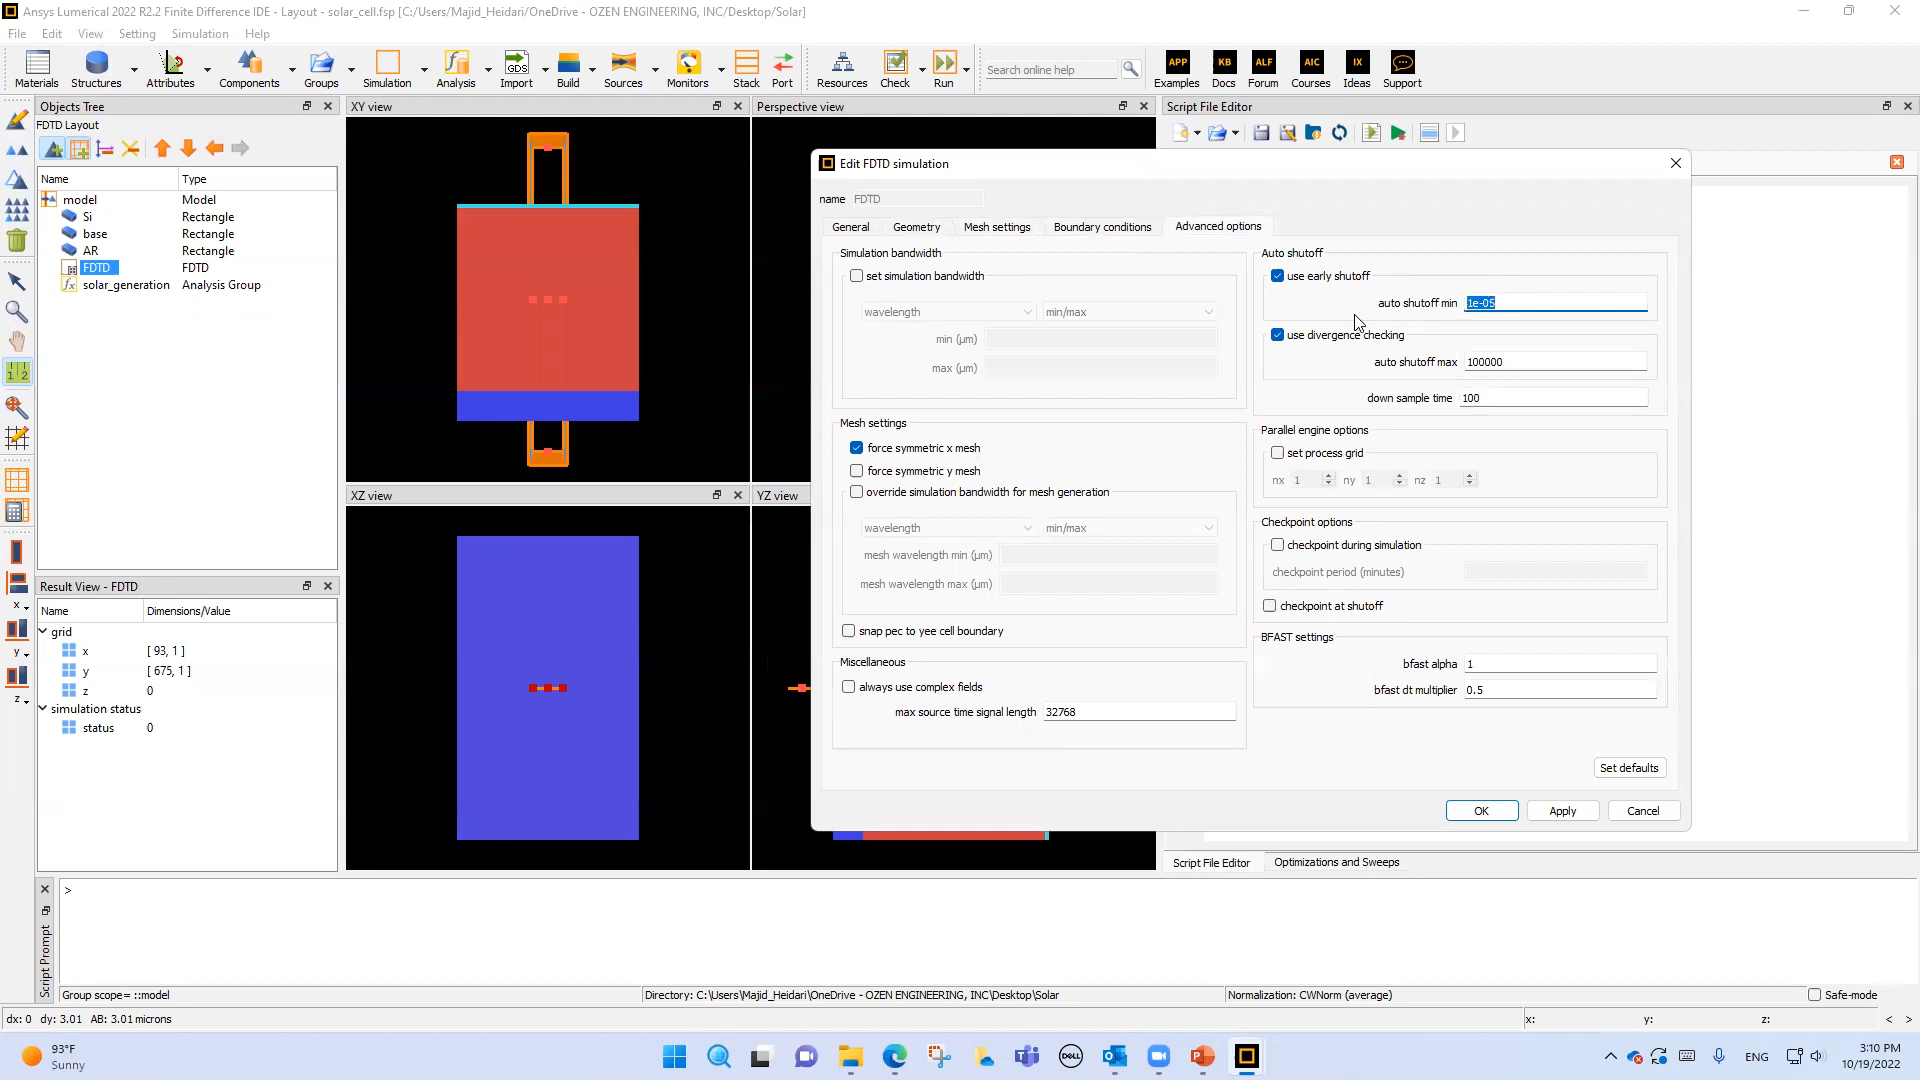 Ansys Lumerical 2022 R2.2 Finite Difference IDE - Layout - solar_cell.fsp [C:/Users/Majid_Heidari/OneDrive - OZEN ENGINEERING, INC/Desktop/Solar]
File Edit View Setting Simulation Help
Materials Structures Attributes Components Groups Simulation Analysis Import Build Sources Monitors Stack Port Resources Check Run Search online help Examples Docs Forum Courses Ideas Support
GDS APP KB ALF AIC IX
Objects Tree
FDTD Layout
Name Type
model Model
Si Rectangle
base Rectangle
AR Rectangle
FDTD FDTD
solar_generation Analysis Group
Result View - FDTD
Name Dimensions/Value
grid
x [ 93, 1 ]
y [ 675, 1 ]
z 0
simulation status
status 0
XY view
Perspective view
XZ view
YZ view
Script File Editor
Edit FDTD simulation
name FDTD
General Geometry Mesh settings Boundary conditions Advanced options
Simulation bandwidth
set simulation bandwidth
wavelength min/max
min (µm)
max (µm)
Mesh settings
force symmetric x mesh
force symmetric y mesh
override simulation bandwidth for mesh generation
wavelength min/max
mesh wavelength min (µm)
mesh wavelength max (µm)
snap pec to yee cell boundary
Miscellaneous
always use complex fields
max source time signal length 32768
Auto shutoff
use early shutoff
auto shutoff min 1e-05
use divergence checking
auto shutoff max 100000
down sample time 100
Parallel engine options
set process grid
nx 1 ny 1 nz 1
Checkpoint options
checkpoint during simulation
checkpoint period (minutes)
checkpoint at shutoff
BFAST settings
bfast alpha 1
bfast dt multiplier 0.5
Set defaults
OK Apply Cancel
Script File Editor Optimizations and Sweeps
>
Script Prompt
Group scope= ::model Directory: C:\Users\Majid_Heidari\OneDrive - OZEN ENGINEERING, INC\Desktop\Solar Normalization: CWNorm (average) Safe-mode
dx: 0 dy: 3.01 AB: 3.01 microns x: y: z: < >
93°F
Sunny
DELL
ENG
3:10 PM
10/19/2022